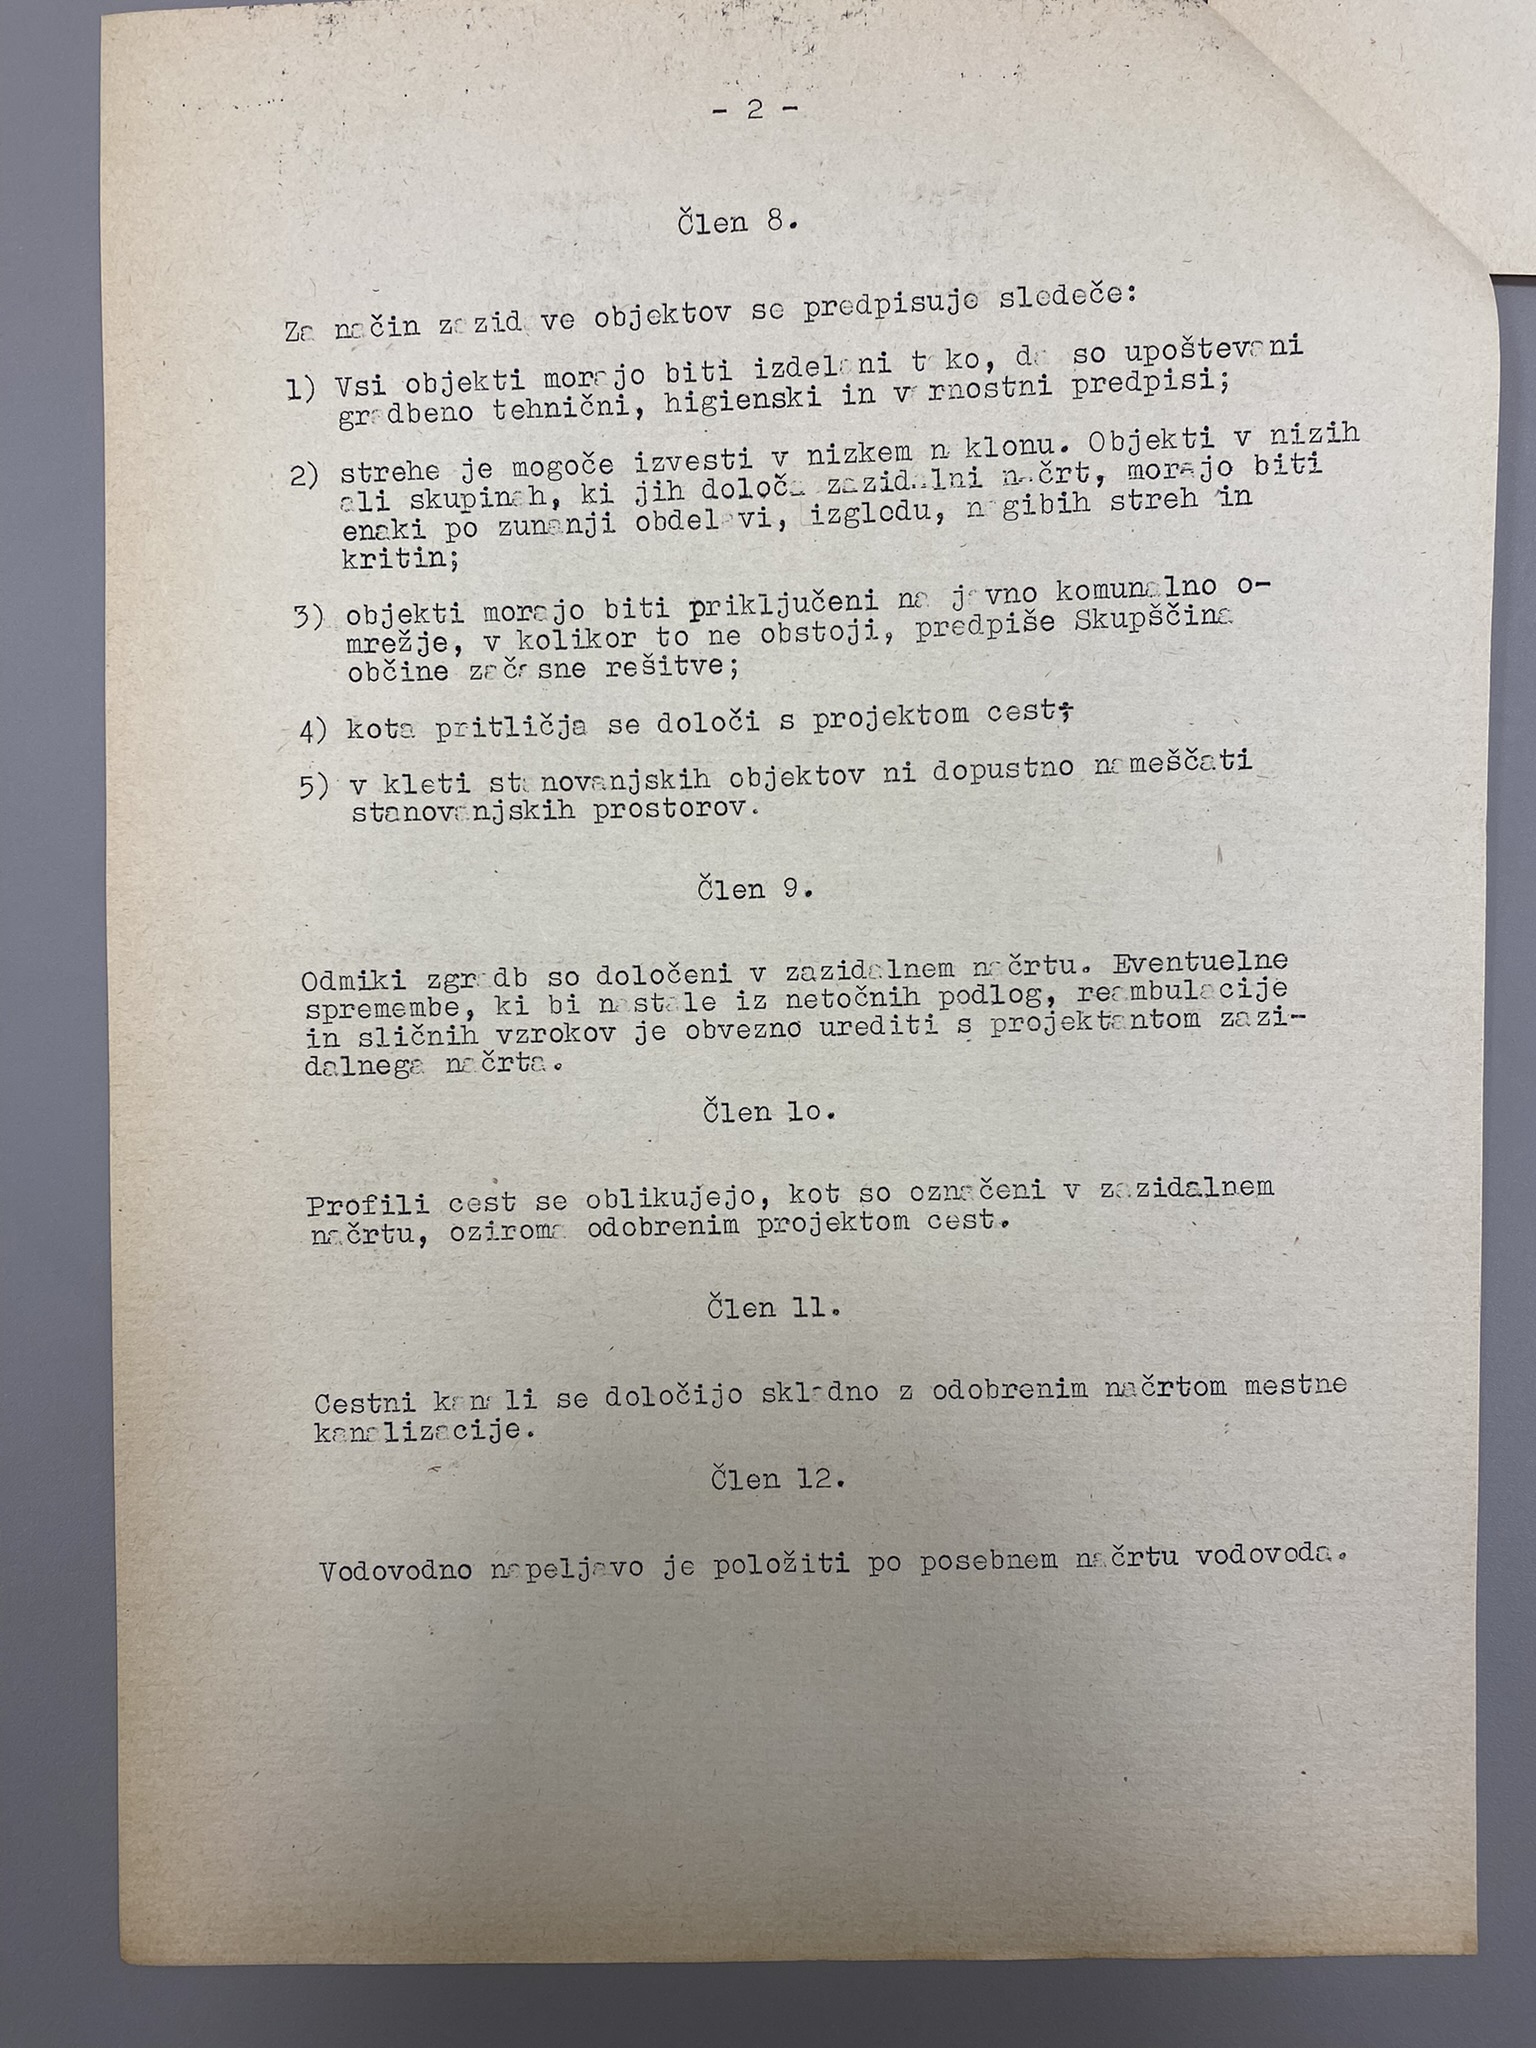 - 2 -
Člen 8.
Za način zazidave objektov se predpisuje sledeče:
1) Vsi objekti morajo biti izdelani tako, da so upoštevani
gradbeno tehnični, higienski in varnostni predpisi;
2) strehe je mogoče izvesti v nizkem naklonu. Objekti v nizih
ali skupinah, ki jih določa zazidalni načrt, morajo biti
enaki po zunanji obdelavi, izgledu, nagibih streh in
kritin;
3) objekti morajo biti priključeni na javno komunalno o-
mrežje, v kolikor to ne obstoji, predpiše Skupščina
občine začasne rešitve;
4) kota pritličja se določi s projektom cest;
5) v kleti stanovanjskih objektov ni dopustno nameščati
stanovanjskih prostorov.
Člen 9.
Odmiki zgradb so določeni v zazidalnem načrtu. Eventuelne
spremembe, ki bi nastale iz netočnih podlog, reambulacije
in sličnih vzrokov je obvezno urediti s projektantom zazi-
dalnega načrta.
Člen 1o.
Profili cest se oblikujejo, kot so označeni v zazidalnem
načrtu, oziroma odobrenim projektom cest.
Člen 11.
Cestni kanali se določijo skladno z odobrenim načrtom mestne
kanalizacije.
Člen 12.
Vodovodno napeljavo je položiti po posebnem načrtu vodovoda.